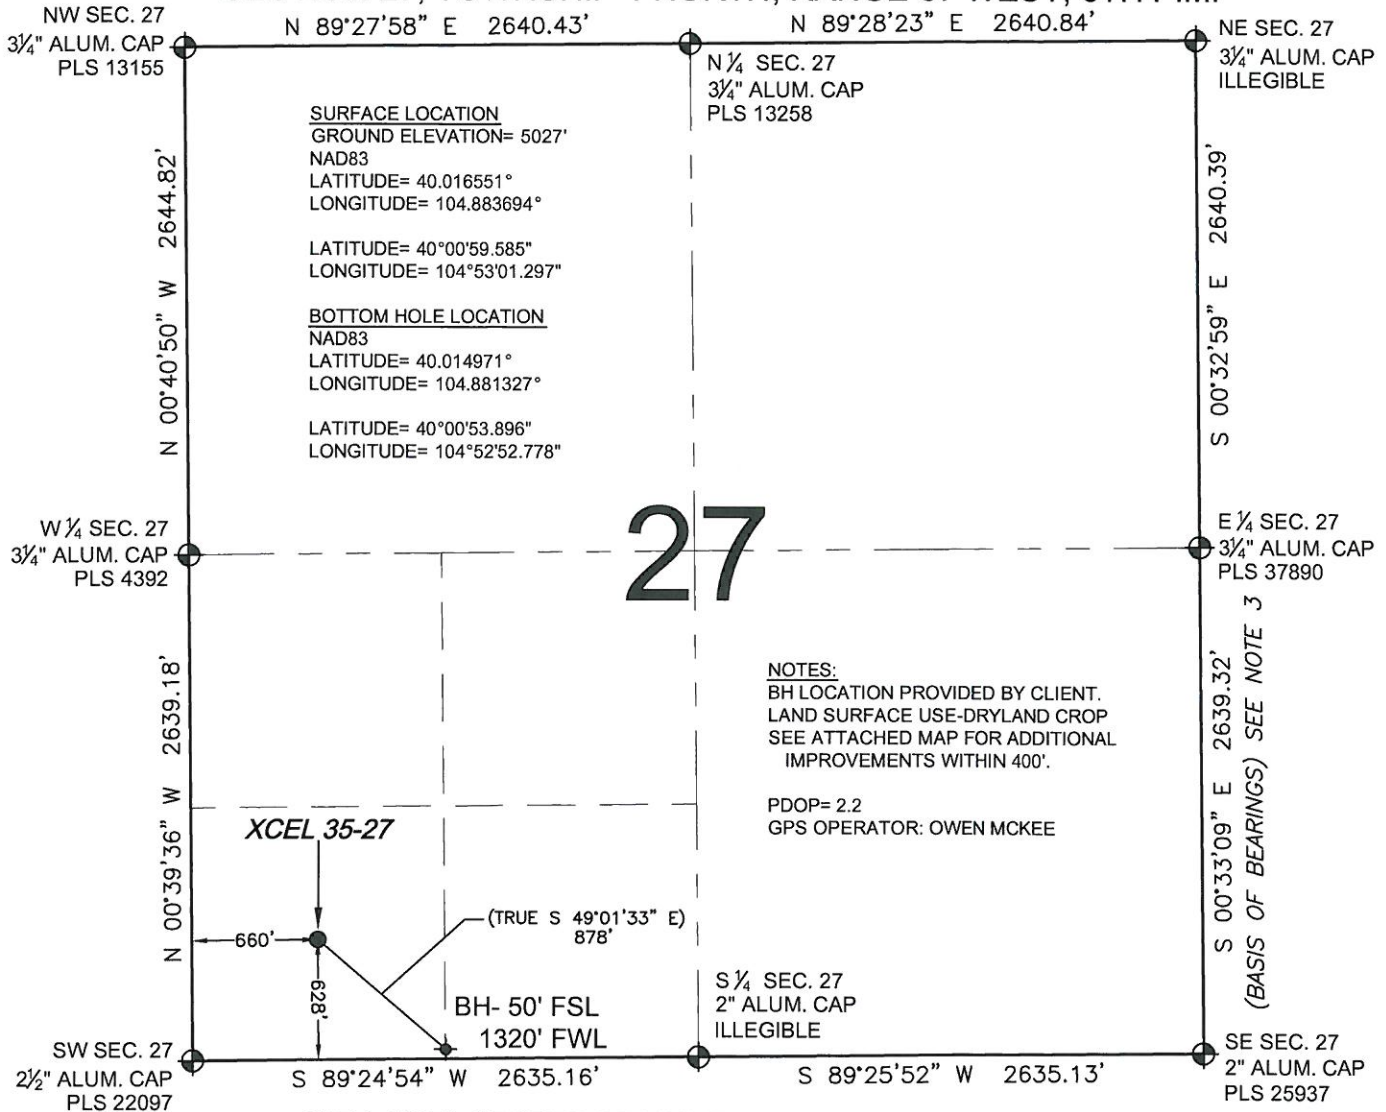 N 89°27'58" E 2640.43'
N 89°28'23" E 2640.84'
NW SEC. 27
3¼" ALUM. CAP
PLS 13155
N ¼ SEC. 27
3¼" ALUM. CAP
PLS 13258
NE SEC. 27
3¼" ALUM. CAP
ILLEGIBLE
SURFACE LOCATION
GROUND ELEVATION= 5027'
NAD83
LATITUDE= 40.016551°
LONGITUDE= 104.883694°
LATITUDE= 40°00'59.585"
LONGITUDE= 104°53'01.297"
BOTTOM HOLE LOCATION
NAD83
LATITUDE= 40.014971°
LONGITUDE= 104.881327°
LATITUDE= 40°00'53.896"
LONGITUDE= 104°52'52.778"
N 00°40'50" W 2644.82'
S 00°32'59" E 2640.39'
27
W ¼ SEC. 27
3¼" ALUM. CAP
PLS 4392
E ¼ SEC. 27
3¼" ALUM. CAP
PLS 37890
N 00°39'36" W 2639.18'
NOTES:
BH LOCATION PROVIDED BY CLIENT.
LAND SURFACE USE-DRYLAND CROP
SEE ATTACHED MAP FOR ADDITIONAL
IMPROVEMENTS WITHIN 400'.
PDOP= 2.2
GPS OPERATOR: OWEN MCKEE
S 00°33'09" E 2639.32'
(BASIS OF BEARINGS) SEE NOTE 3
XCEL 35-27
660'
628'
(TRUE S 49°01'33" E)
878'
BH- 50' FSL
1320' FWL
S ¼ SEC. 27
2" ALUM. CAP
ILLEGIBLE
SW SEC. 27
2½" ALUM. CAP
PLS 22097
S 89°24'54" W 2635.16'
S 89°25'52" W 2635.13'
SE SEC. 27
2" ALUM. CAP
PLS 25937